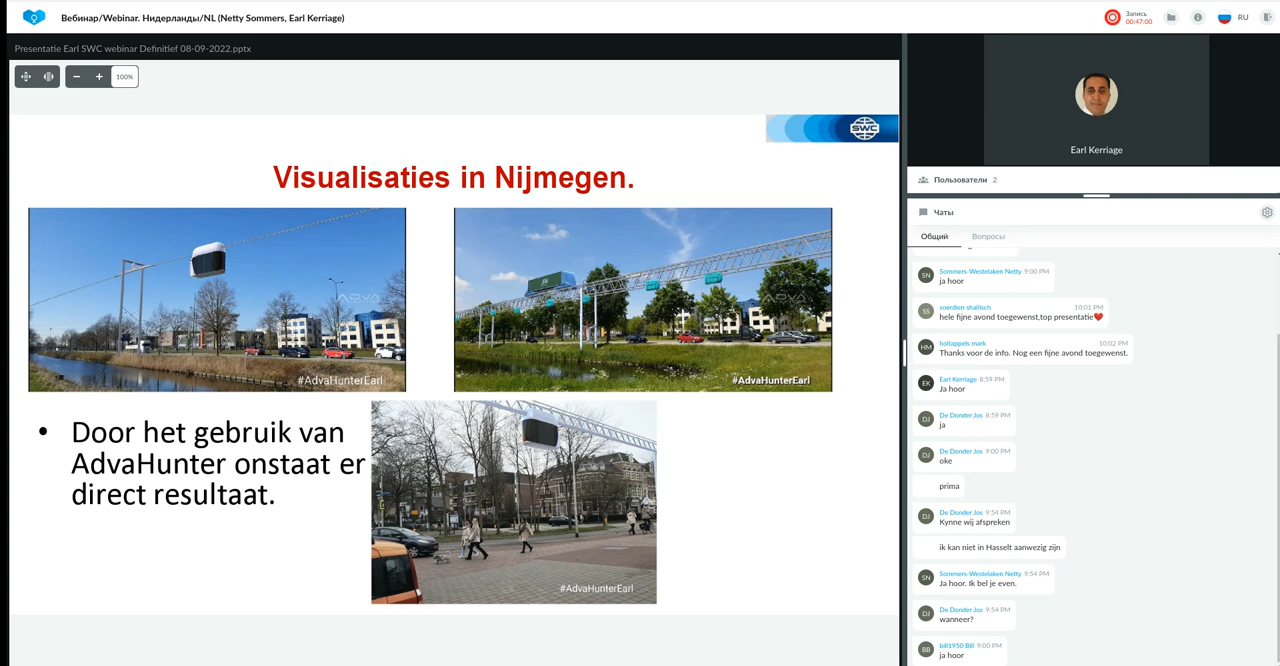 Вебинар/Webinar. Нидерланды/NL (Netty Sommers, Earl Kerriage)
Запись
00:47:00
RU
Presentatie Earl SWC webinar Definitief 08-09-2022.pptx
100%
SWC
Visualisaties in Nijmegen.
#AdvaHunterEarl
#AdvaHunterEarl
• Door het gebruik van
AdvaHunter onstaat er
direct resultaat.
#AdvaHunterEarl
Earl Kerriage
Пользователи 2
Чаты
Общий
Вопросы
SN
Sommers-Westelaken Netty 9:00 PM
ja hoor
SS
soerdien shailisch 10:01 PM
hele fijne avond toegewenst,top presentatie❤️
HM
hultappels mark 10:02 PM
Thanks voor de info. Nog een fijne avond toegewenst.
EK
Earl Kerriage 8:59 PM
Ja hoor
DJ
De Donder Jos 8:59 PM
ja
DJ
De Donder Jos 9:00 PM
oke
prima
DJ
De Donder Jos 9:54 PM
Kynne wij afspreken
ik kan niet in Hasselt aanwezig zijn
SN
Sommers-Westelaken Netty 9:54 PM
Ja hoor. Ik bel je even.
DJ
De Donder Jos 9:54 PM
wanneer?
BB
bill1950 Bill 9:00 PM
ja hoor